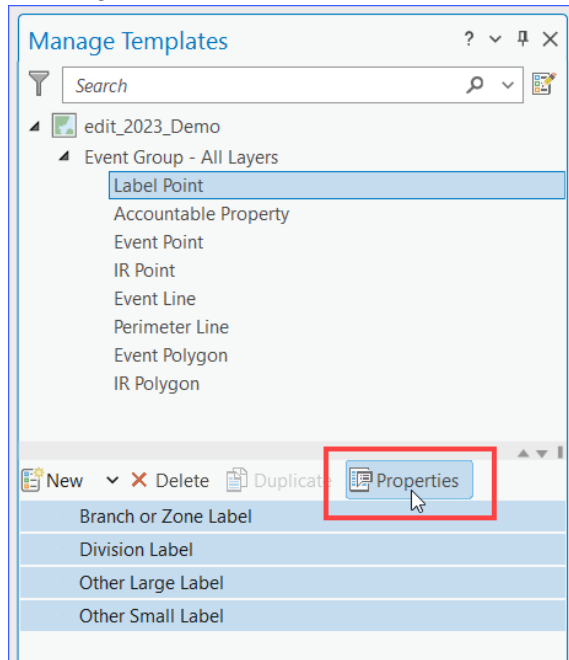 Manage Templates ?
Search
edit_2023_Demo
Event Group - All Layers
Label Point
Accountable Property
Event Point
IR Point
Event Line
Perimeter Line
Event Polygon
IR Polygon
New Delete Duplicate Properties
Branch or Zone Label
Division Label
Other Large Label
Other Small Label